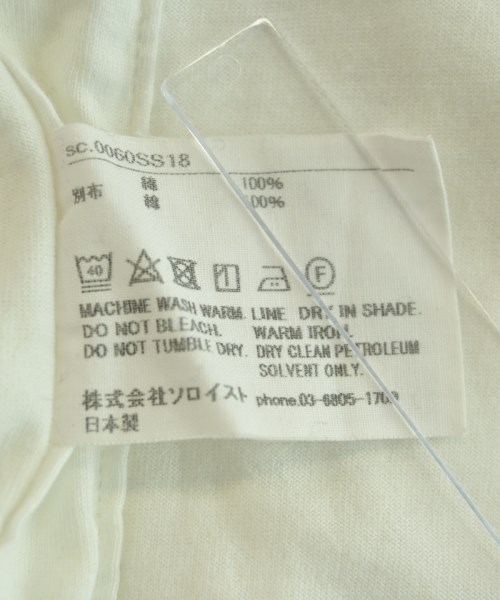 sc.0060SS18
綿 100%
別布 綿 100%
40 F
MACHINE WASH WARM. LINE DRY IN SHADE.
DO NOT BLEACH. WARM IRON.
DO NOT TUMBLE DRY. DRY CLEAN PETROLEUM
SOLVENT ONLY.
株式会社ソロイスト phone.03-6805-170
日本製